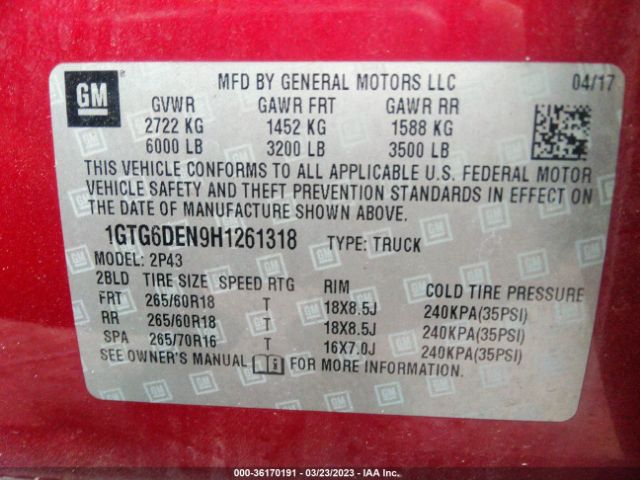 GM MFD BY GENERAL MOTORS LLC 04/17
GVWR GAWR FRT GAWR RR
2722 KG 1452 KG 1588 KG
6000 LB 3200 LB 3500 LB
THIS VEHICLE CONFORMS TO ALL APPLICABLE U.S. FEDERAL MOTOR
VEHICLE SAFETY AND THEFT PREVENTION STANDARDS IN EFFECT ON
THE DATE OF MANUFACTURE SHOWN ABOVE.
1GTG6DEN9H1261318 TYPE: TRUCK
MODEL: 2P43
2BLD TIRE SIZE SPEED RTG RIM COLD TIRE PRESSURE
FRT 265/60R18 T 18X8.5J 240KPA(35PSI)
RR 265/60R18 T 18X8.5J 240KPA(35PSI)
SPA 265/70R16 T 16X7.0J 240KPA(35PSI)
SEE OWNER'S MANUAL i FOR MORE INFORMATION.
000-36170191 - 03/23/2023 - IAA Inc.